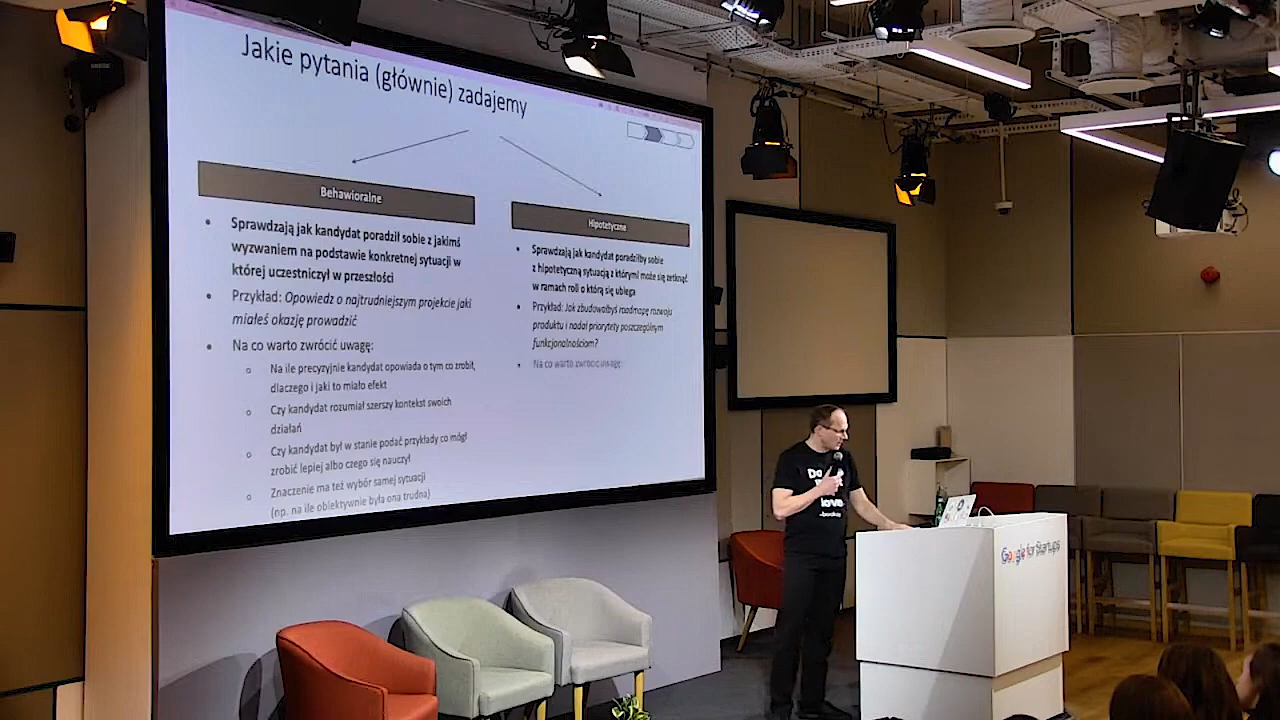 Jakie pytania (głównie) zadajemy
Behawioralne
• Sprawdzają jak kandydat poradził sobie z jakimś
wyzwaniem na podstawie konkretnej sytuacji w
której uczestniczył w przeszłości
• Przykład: Opowiedz o najtrudniejszym projekcie jaki
miałeś okazję prowadzić
• Na co warto zwrócić uwagę:
o Na ile precyzyjnie kandydat opowiada o tym co zrobił,
dlaczego i jaki to miało efekt
o Czy kandydat rozumiał szerszy kontekst swoich
działań
o Czy kandydat był w stanie podać przykłady co mógł
zrobić lepiej albo czego się nauczył
o Znaczenie ma też wybór samej sytuacji
(np. na ile obiektywnie była ona trudna)
Hipotetyczne
• Sprawdzają jak kandydat poradziłby sobie
z hipotetyczną sytuacją z którymi może się zetknąć
w ramach roli o którą się ubiega
• Przykład: Jak zbudowałbyś roadmapę rozwoju
produktu i nadał priorytety poszczególnym
funkcjonalnościom?
• Na co warto zwrócić uwagę:
love
Google for Startups